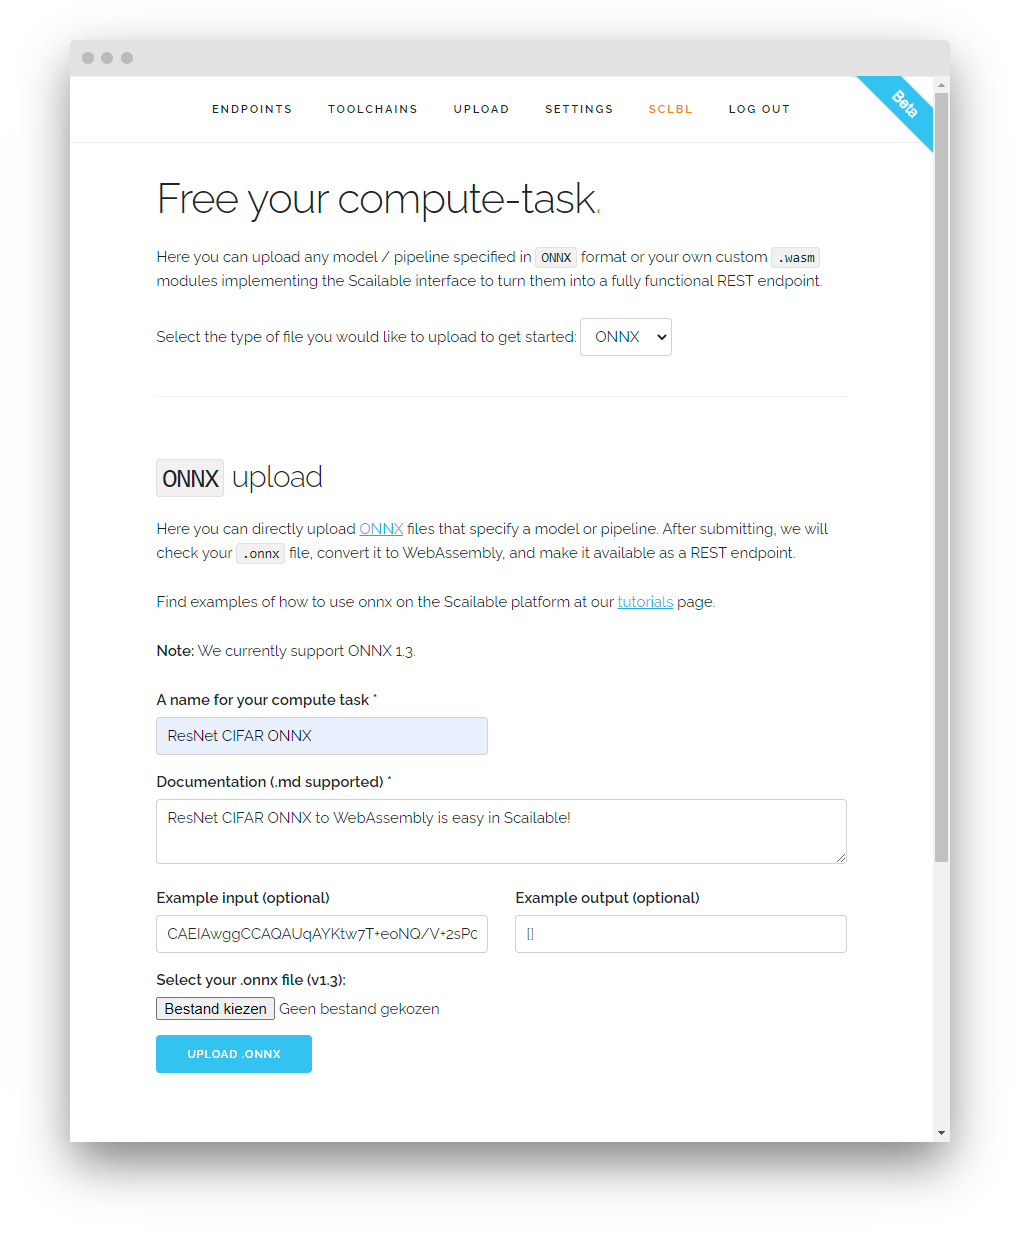 ENDPOINTS TOOLCHAINS UPLOAD SETTINGS SCLBL LOG OUT
Beta
Free your compute-task.
Here you can upload any model / pipeline specified in ONNX format or your own custom .wasm
modules implementing the Scailable interface to turn them into a fully functional REST endpoint.
Select the type of file you would like to upload to get started: ONNX
ONNX upload
Here you can directly upload ONNX files that specify a model or pipeline. After submitting, we will
check your .onnx file, convert it to WebAssembly, and make it available as a REST endpoint.
Find examples of how to use onnx on the Scailable platform at our tutorials page.
Note: We currently support ONNX 1.3.
A name for your compute task *
ResNet CIFAR ONNX
Documentation (.md supported) *
ResNet CIFAR ONNX to WebAssembly is easy in Scailable!
Example input (optional) Example output (optional)
CAEIAwggCCAQAUqAYKtw7T+eoNQ/V+2sPc []
Select your .onnx file (v1.3):
Bestand kiezen Geen bestand gekozen
UPLOAD .ONNX